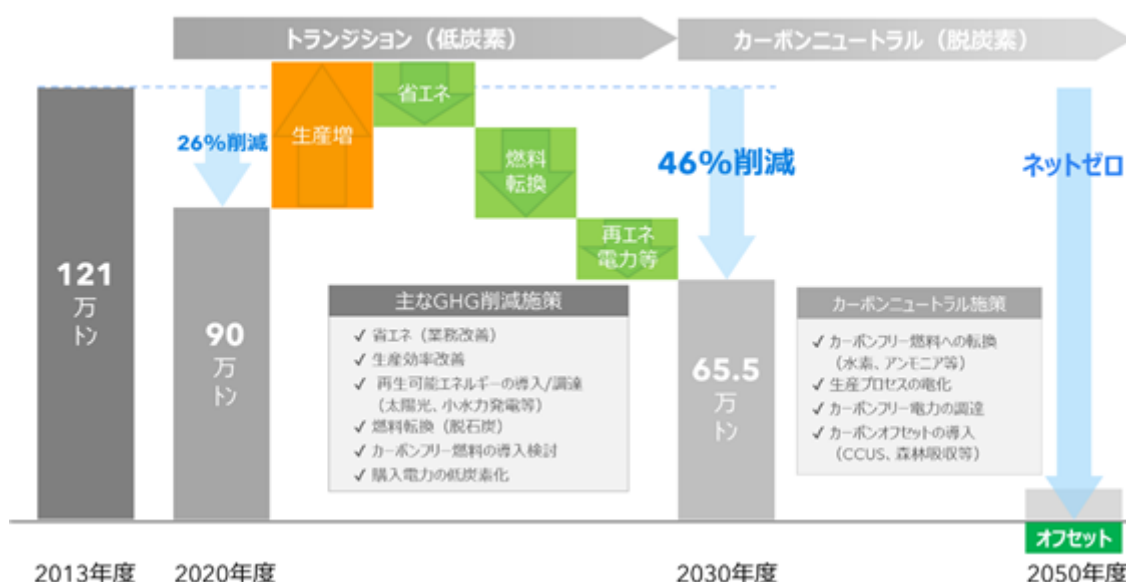 トランジション（低炭素）
カーボンニュートラル（脱炭素）
26%削減
生産増
省エネ
燃料
転換
再エネ
電力等
46%削減
ネットゼロ
121
万
トン
90
万
トン
65.5
万
トン
主なGHG削減施策
✓ 省エネ（業務改善）
✓ 生産効率改善
✓ 再生可能エネルギーの導入/調達
（太陽光、小水力発電等）
✓ 燃料転換（脱石炭）
✓ カーボンフリー燃料の導入検討
✓ 購入電力の低炭素化
カーボンニュートラル施策
✓ カーボンフリー燃料への転換
（水素、アンモニア等）
✓ 生産プロセスの電化
✓ カーボンフリー電力の調達
✓ カーボンオフセットの導入
（CCUS、森林吸収等）
オフセット
2013年度
2020年度
2030年度
2050年度